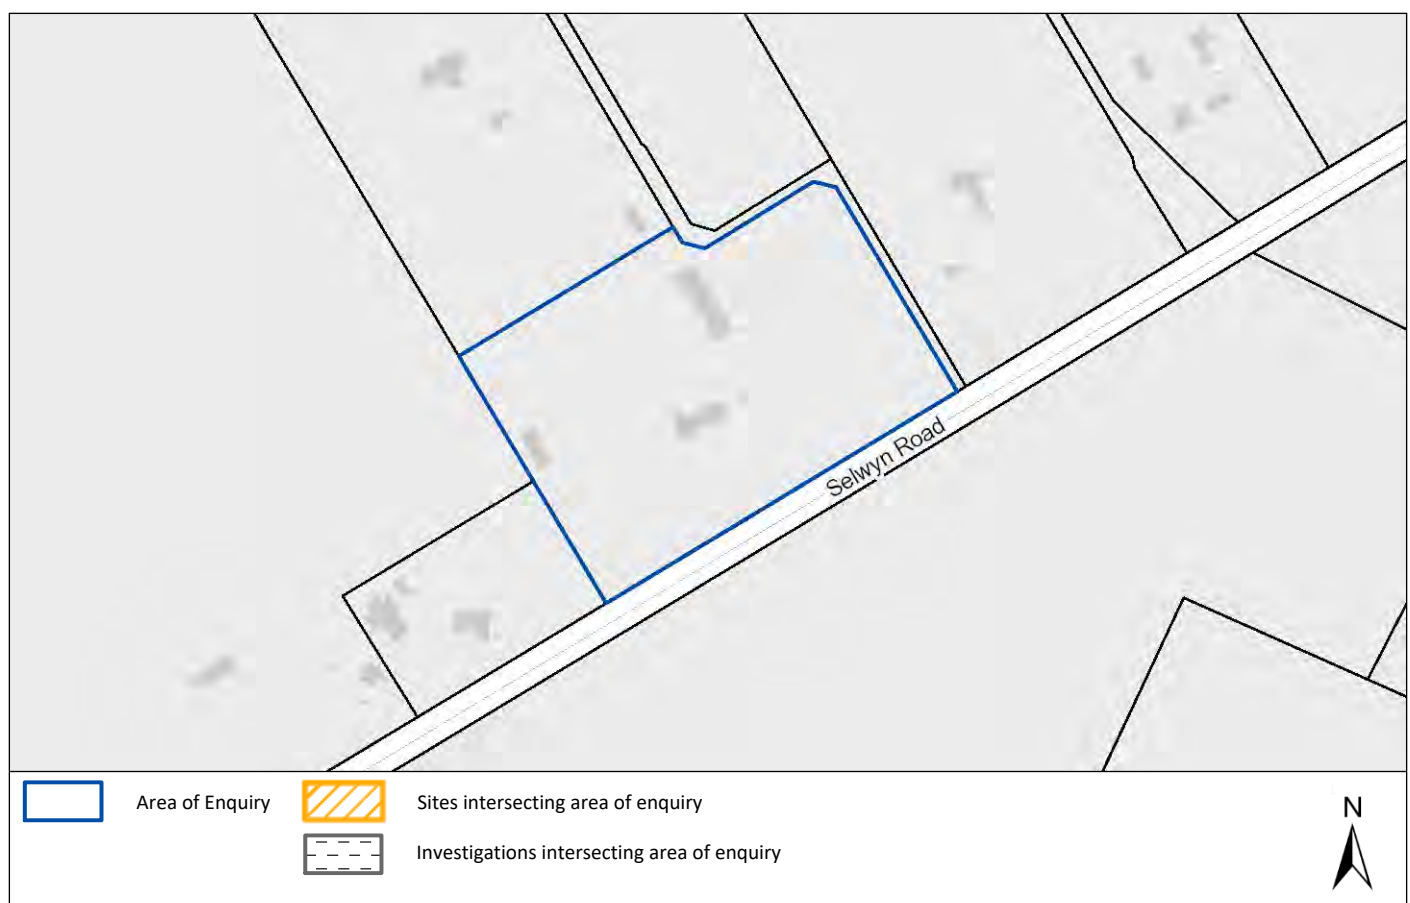 Selwyn Road
Area of Enquiry
Sites intersecting area of enquiry
Investigations intersecting area of enquiry
N